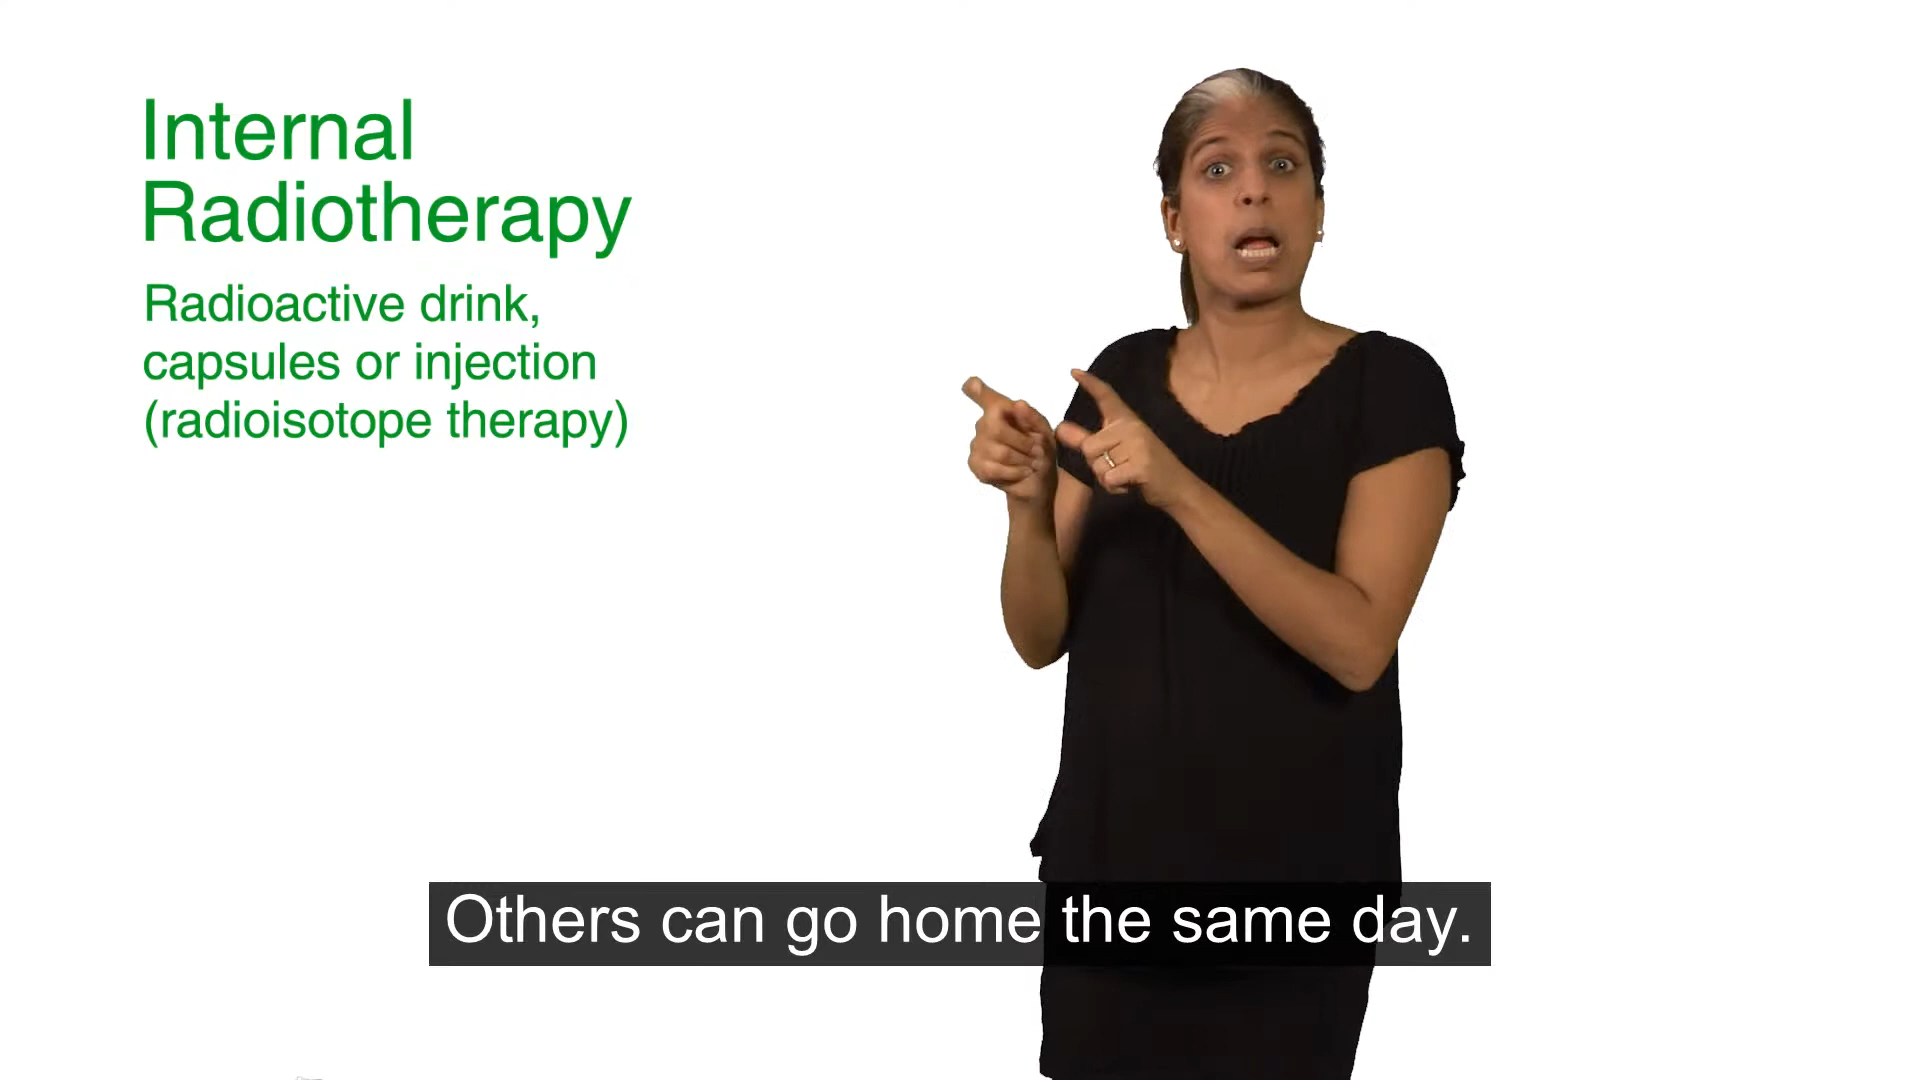 Internal
Radiotherapy
Radioactive drink,
capsules or injection
(radioisotope therapy)
Others can go home the same day.